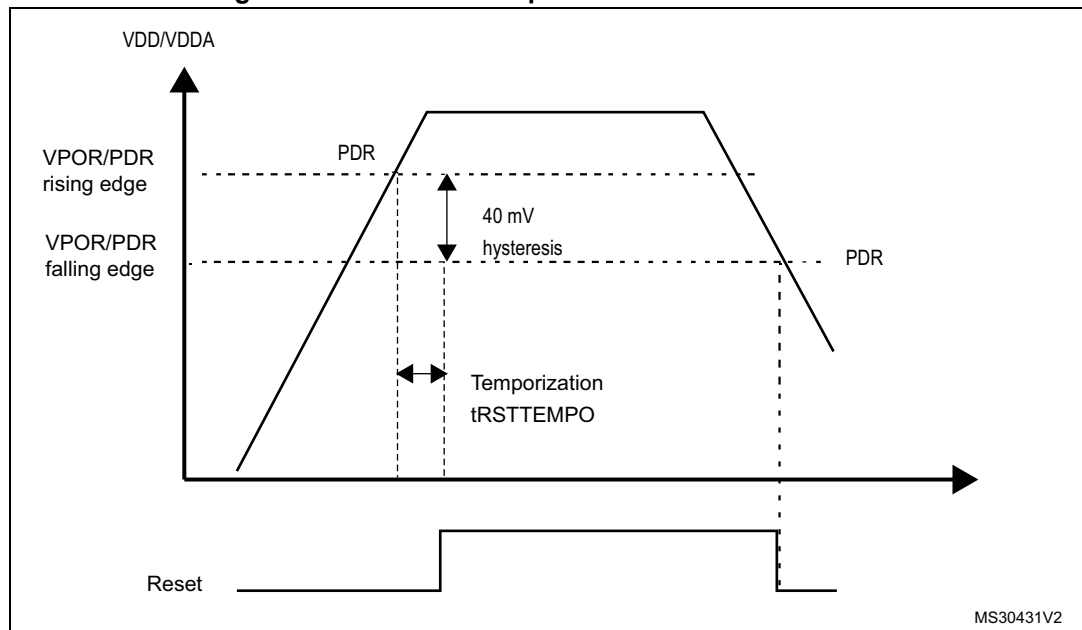 VDD/VDDA
VPOR/PDR
rising edge
PDR
40 mV
hysteresis
VPOR/PDR
falling edge
PDR
Temporization
tRSTTEMPO
Reset
MS30431V2